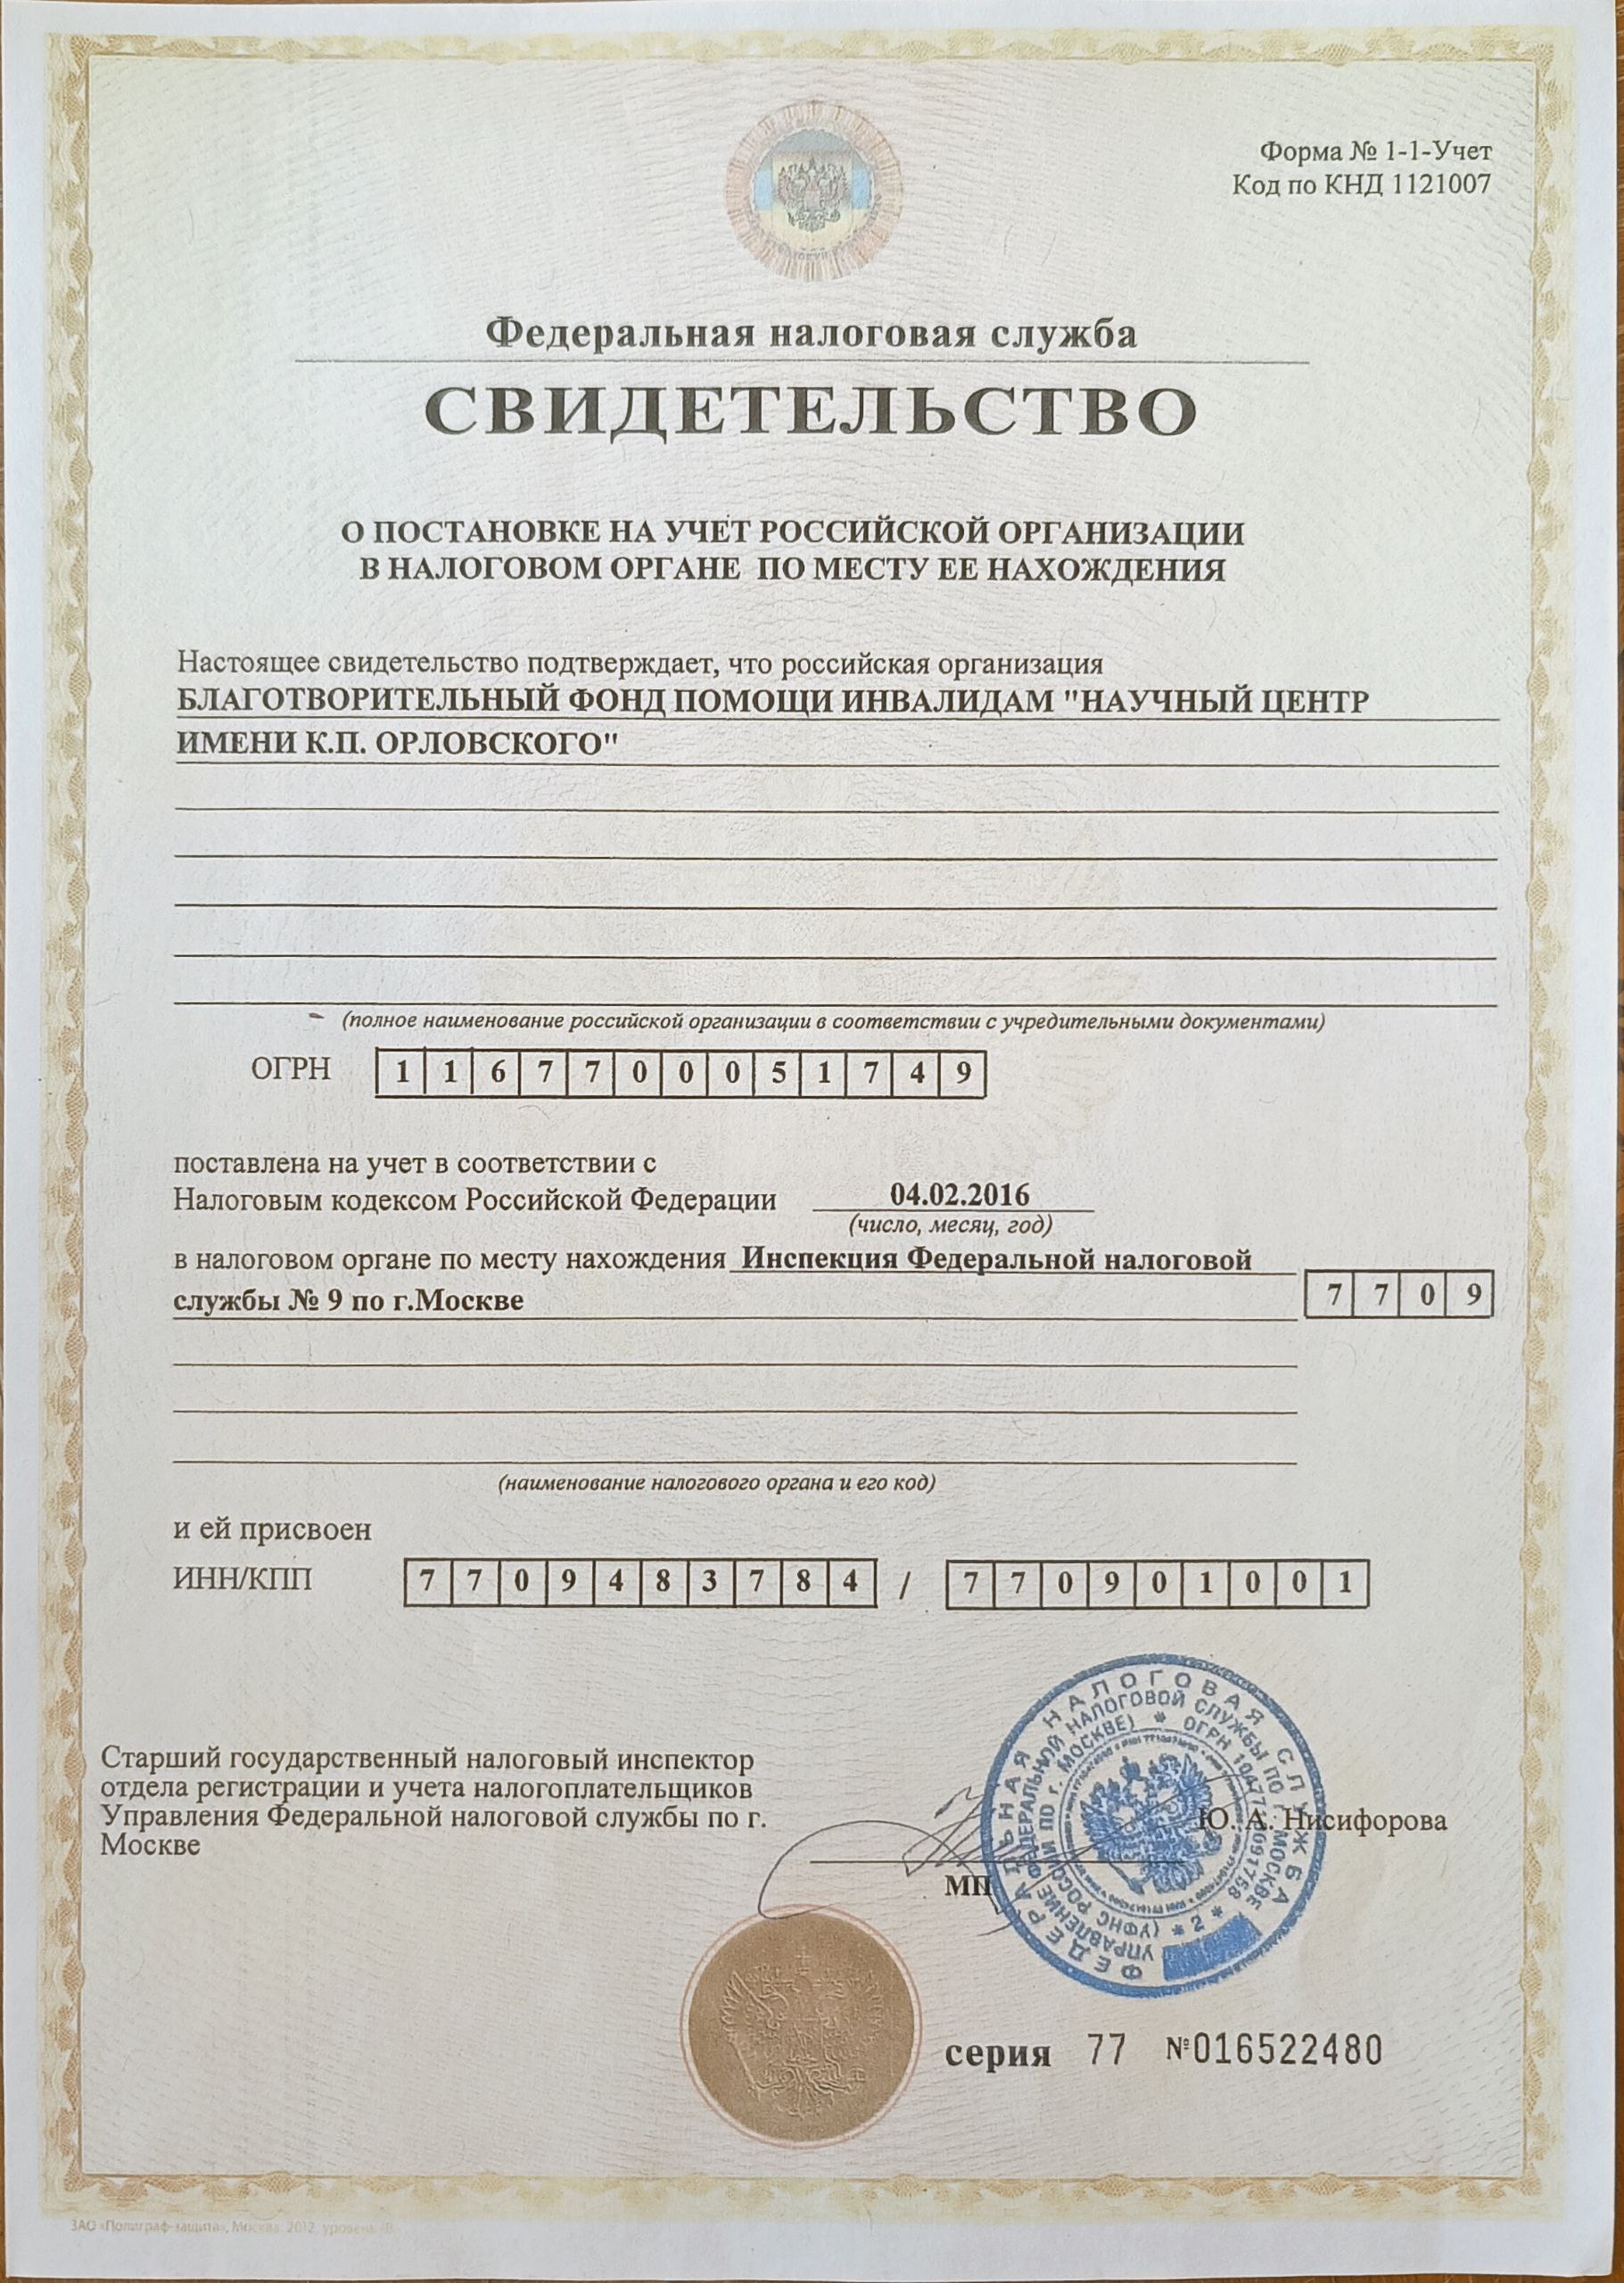 Форма № 1-1-Учет
Код по КНД 1121007
Федеральная налоговая служба
СВИДЕТЕЛЬСТВО
О ПОСТАНОВКЕ НА УЧЕТ РОССИЙСКОЙ ОРГАНИЗАЦИИ
В НАЛОГОВОМ ОРГАНЕ ПО МЕСТУ ЕЕ НАХОЖДЕНИЯ
Настоящее свидетельство подтверждает, что российская организация
БЛАГОТВОРИТЕЛЬНЫЙ ФОНД ПОМОЩИ ИНВАЛИДАМ "НАУЧНЫЙ ЦЕНТР
ИМЕНИ К.П. ОРЛОВСКОГО"
(полное наименование российской организации в соответствии с учредительными документами)
ОГРН 1 1 6 7 7 0 0 0 5 1 7 4 9
поставлена на учет в соответствии с
Налоговым кодексом Российской Федерации 04.02.2016
(число, месяц, год)
в налоговом органе по месту нахождения Инспекция Федеральной налоговой
службы № 9 по г.Москве 7 7 0 9
(наименование налогового органа и его код)
и ей присвоен
ИНН/КПП 7 7 0 9 4 8 3 7 8 4 / 7 7 0 9 0 1 0 0 1
Старший государственный налоговый инспектор
отдела регистрации и учета налогоплательщиков
Управления Федеральной налоговой службы по г.
Москве
Ю. А. Нисифорова
МП
ФЕДЕРАЛЬНАЯ НАЛОГОВАЯ СЛУЖБА
УПРАВЛЕНИЕ ФЕДЕРАЛЬНОЙ НАЛОГОВОЙ СЛУЖБЫ ПО г. МОСКВЕ
(УФНС РОССИИ ПО г. МОСКВЕ) * ОГРН 1047710091758 * 2 *
серия 77 №016522480
ЗАО «Полиграф-защита», Москва, 2012, уровень «В»